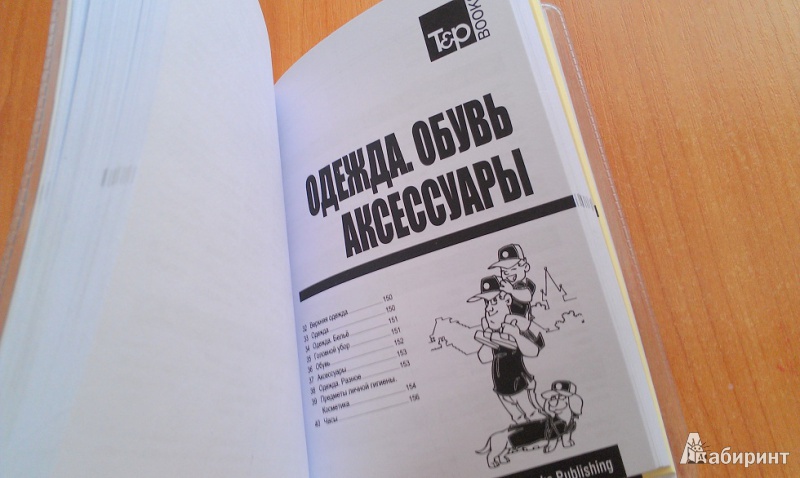 T&P
BOOKS
ОДЕЖДА. ОБУВЬ
АКСЕССУАРЫ
32 Верхняя одежда 150
33 Одежда 150
34 Одежда. Бельё 151
35 Головной убор 151
36 Обувь 152
37 Аксессуары 153
38 Одежда. Разное 153
39 Предметы личной гигиены.
Косметика 154
40 Часы 156
Publishing
Лабиринт